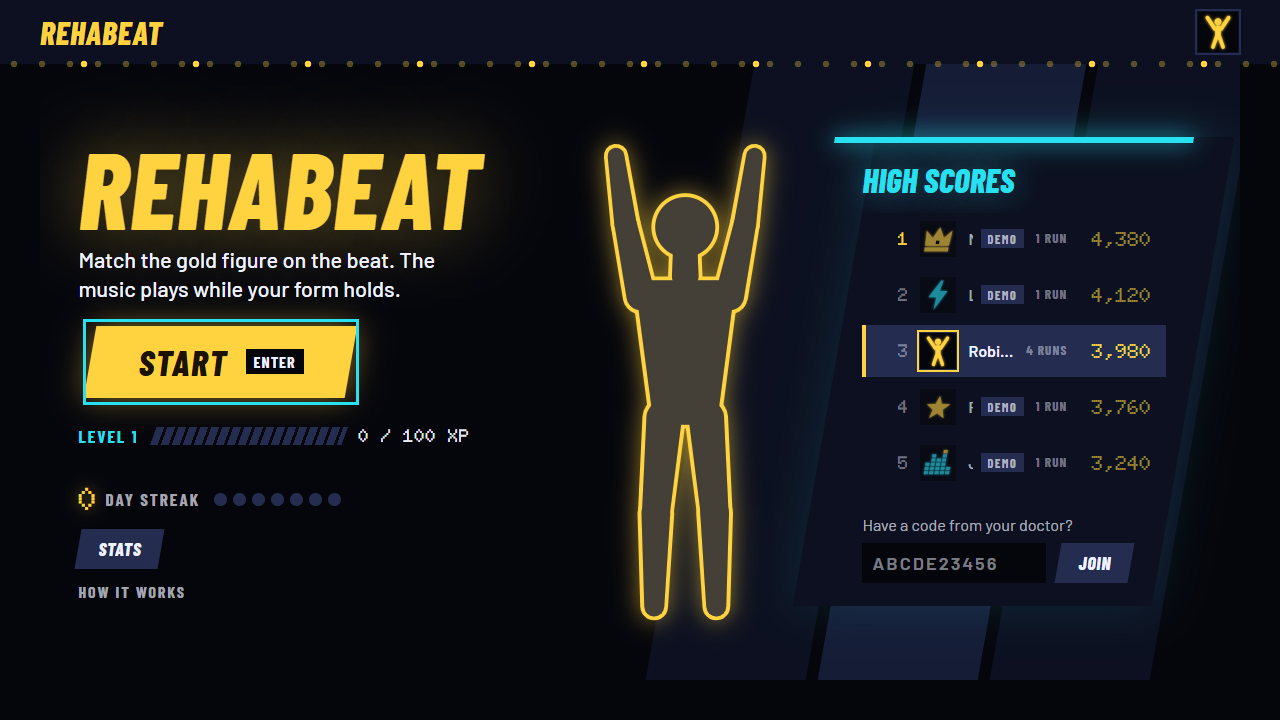 REHABEAT
REHABEAT
Match the gold figure on the beat. The
music plays while your form holds.
START ENTER
LEVEL 1 0 / 100 XP
0 DAY STREAK
STATS
HOW IT WORKS
HIGH SCORES
1 DEMO 1 RUN 4,380
2 DEMO 1 RUN 4,120
3 Robi... 4 RUNS 3,980
4 DEMO 1 RUN 3,760
5 DEMO 1 RUN 3,240
Have a code from your doctor?
ABCDE23456 JOIN